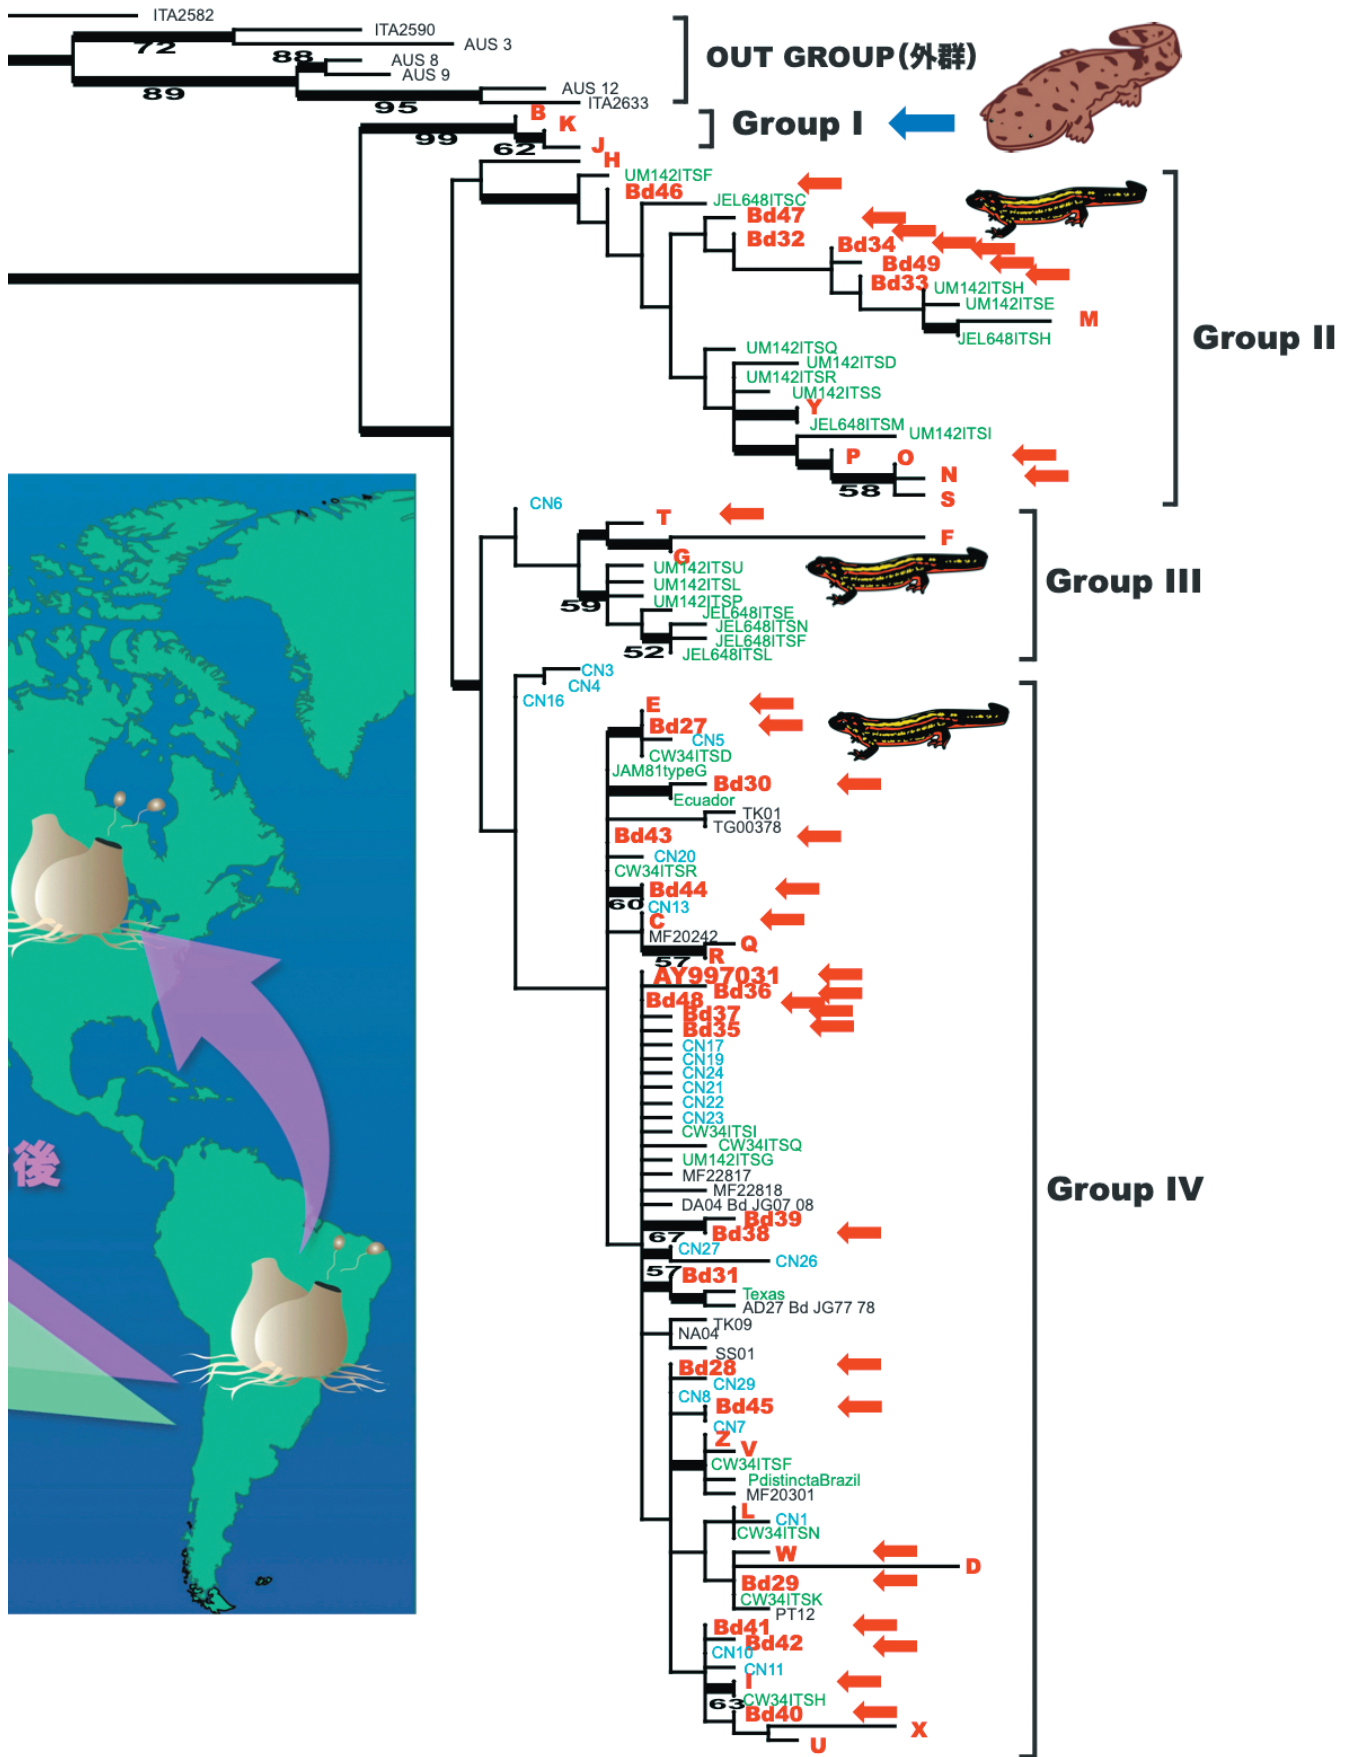 ITA2582
ITA2590
72
AUS 3
88
AUS 8
AUS 9
89
AUS 12
95
ITA2633
OUT GROUP(外群)
B
K
99
62
J
Group I
H
UM142ITSF
Bd46
JEL648ITSC
Bd47
Bd32
Bd34
Bd49
Bd33
UM142ITSH
UM142ITSE
M
JEL648ITSH
UM142ITSQ
UM142ITSD
UM142ITSR
UM142ITSS
Y
JEL648ITSM
UM142ITSI
P
O
N
58
S
Group II
CN6
T
F
G
UM142ITSU
UM142ITSL
UM142ITSP
59
JEL648ITSE
JEL648ITSN
JEL648ITSF
52
JEL648ITSL
Group III
CN3
CN4
CN16
E
Bd27
CN5
CW34ITSD
JAM81typeG
Bd30
Ecuador
TK01
TG00378
Bd43
CN20
CW34ITSR
Bd44
60
CN13
C
MF20242
Q
57
R
AY997031
Bd36
Bd48
Bd37
Bd35
CN17
CN19
CN24
CN21
CN22
CN23
CW34ITSI
CW34ITSQ
UM142ITSG
MF22817
MF22818
DA04 Bd JG07 08
Bd39
67
Bd38
CN27
CN26
57
Bd31
Texas
AD27 Bd JG77 78
TK09
NA04
SS01
Bd28
CN29
CN8
Bd45
CN7
Z
V
CW34ITSF
PdistinctaBrazil
MF20301
L
CN1
CW34ITSN
W
D
Bd29
CW34ITSK
PT12
Bd41
Bd42
CN10
CN11
I
63
CW34ITSH
Bd40
X
U
Group IV
後